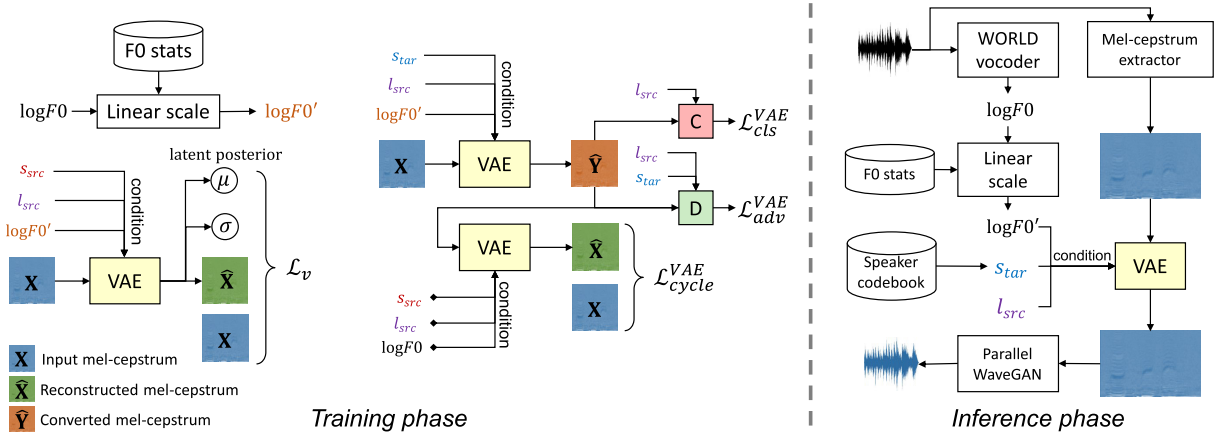 F0 stats
logF0
Linear scale
logF0′
s_src
l_src
logF0′
condition
latent posterior
μ
σ
X
VAE
X̂
X
ℒ_v
X Input mel-cepstrum
X̂ Reconstructed mel-cepstrum
Ŷ Converted mel-cepstrum
s_tar
l_src
logF0′
condition
X
VAE
Ŷ
l_src
C
ℒ_cls^VAE
l_src
s_tar
D
ℒ_adv^VAE
VAE
X̂
X
ℒ_cycle^VAE
s_src
l_src
logF0
condition
Training phase
WORLD
vocoder
Mel-cepstrum
extractor
logF0
F0 stats
Linear
scale
logF0′
Speaker
codebook
s_tar
l_src
condition
VAE
Parallel
WaveGAN
Inference phase